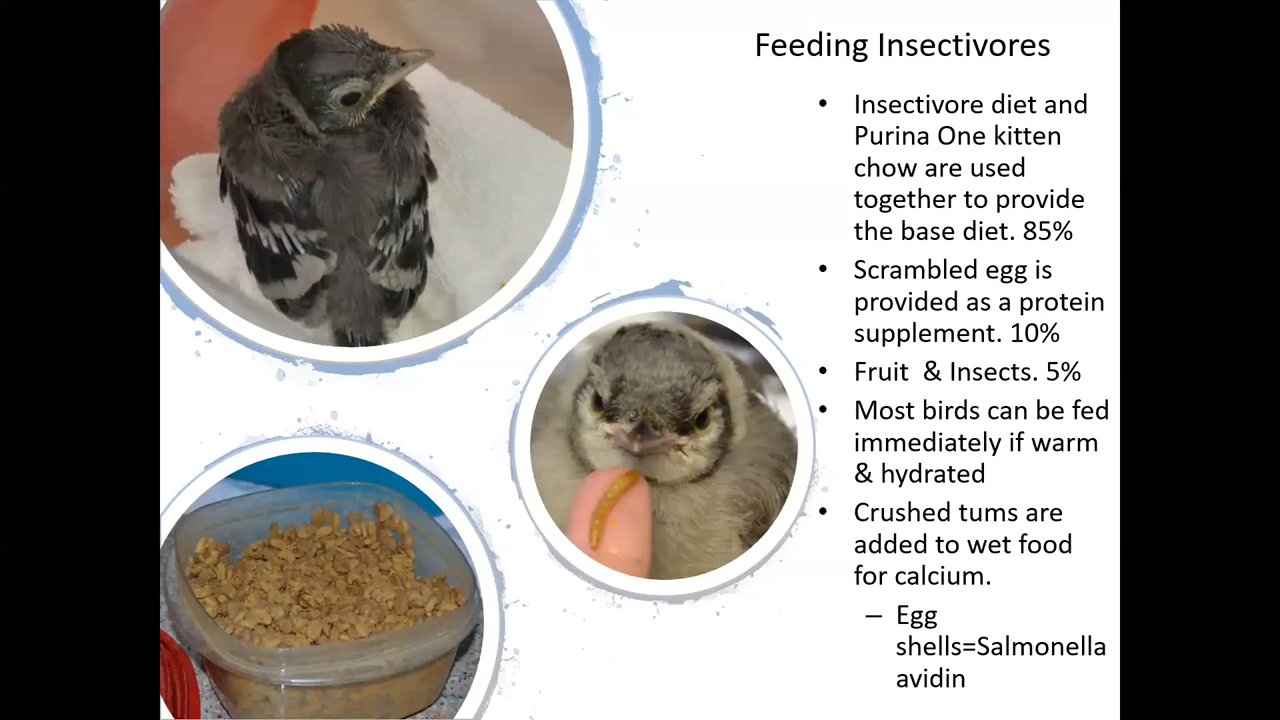 Feeding Insectivores
• Insectivore diet and
Purina One kitten
chow are used
together to provide
the base diet. 85%
• Scrambled egg is
provided as a protein
supplement. 10%
• Fruit  & Insects. 5%
• Most birds can be fed
immediately if warm
& hydrated
• Crushed tums are
added to wet food
for calcium.
– Egg
shells=Salmonella
avidin